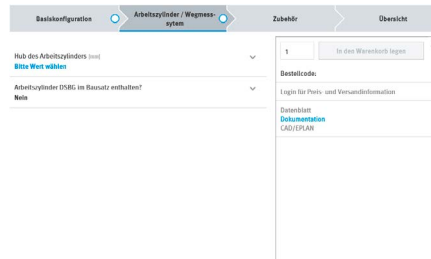 Basiskonfiguration
Arbeitszylinder / Wegmess-
sytem
Zubehör
Übersicht
Hub des Arbeitszylinders [mm]
Bitte Wert wählen
Arbeitszylinder DSBG im Bausatz enthalten?
Nein
1
In den Warenkorb legen
Bestellcode:
Login für Preis- und Versandinformation
Datenblatt
Dokumentation
CAD/EPLAN